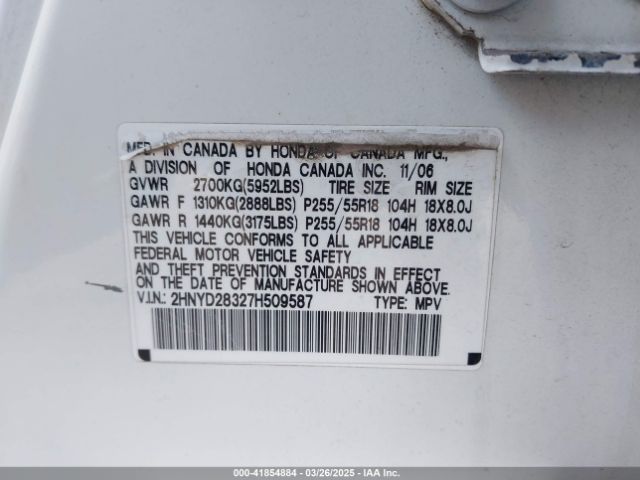 MFD. IN CANADA BY HONDA OF CANADA MFG.,
A DIVISION OF HONDA CANADA INC. 11/06
GVWR 2700KG(5952LBS) TIRE SIZE RIM SIZE
GAWR F 1310KG(2888LBS) P255/55R18 104H 18X8.0J
GAWR R 1440KG(3175LBS) P255/55R18 104H 18X8.0J
THIS VEHICLE CONFORMS TO ALL APPLICABLE
FEDERAL MOTOR VEHICLE SAFETY
AND THEFT PREVENTION STANDARDS IN EFFECT
ON THE DATE OF MANUFACTURE SHOWN ABOVE.
V.I.N.: 2HNYD28327H509587 TYPE: MPV
000-41854884 - 03/26/2025 - IAAI.COM